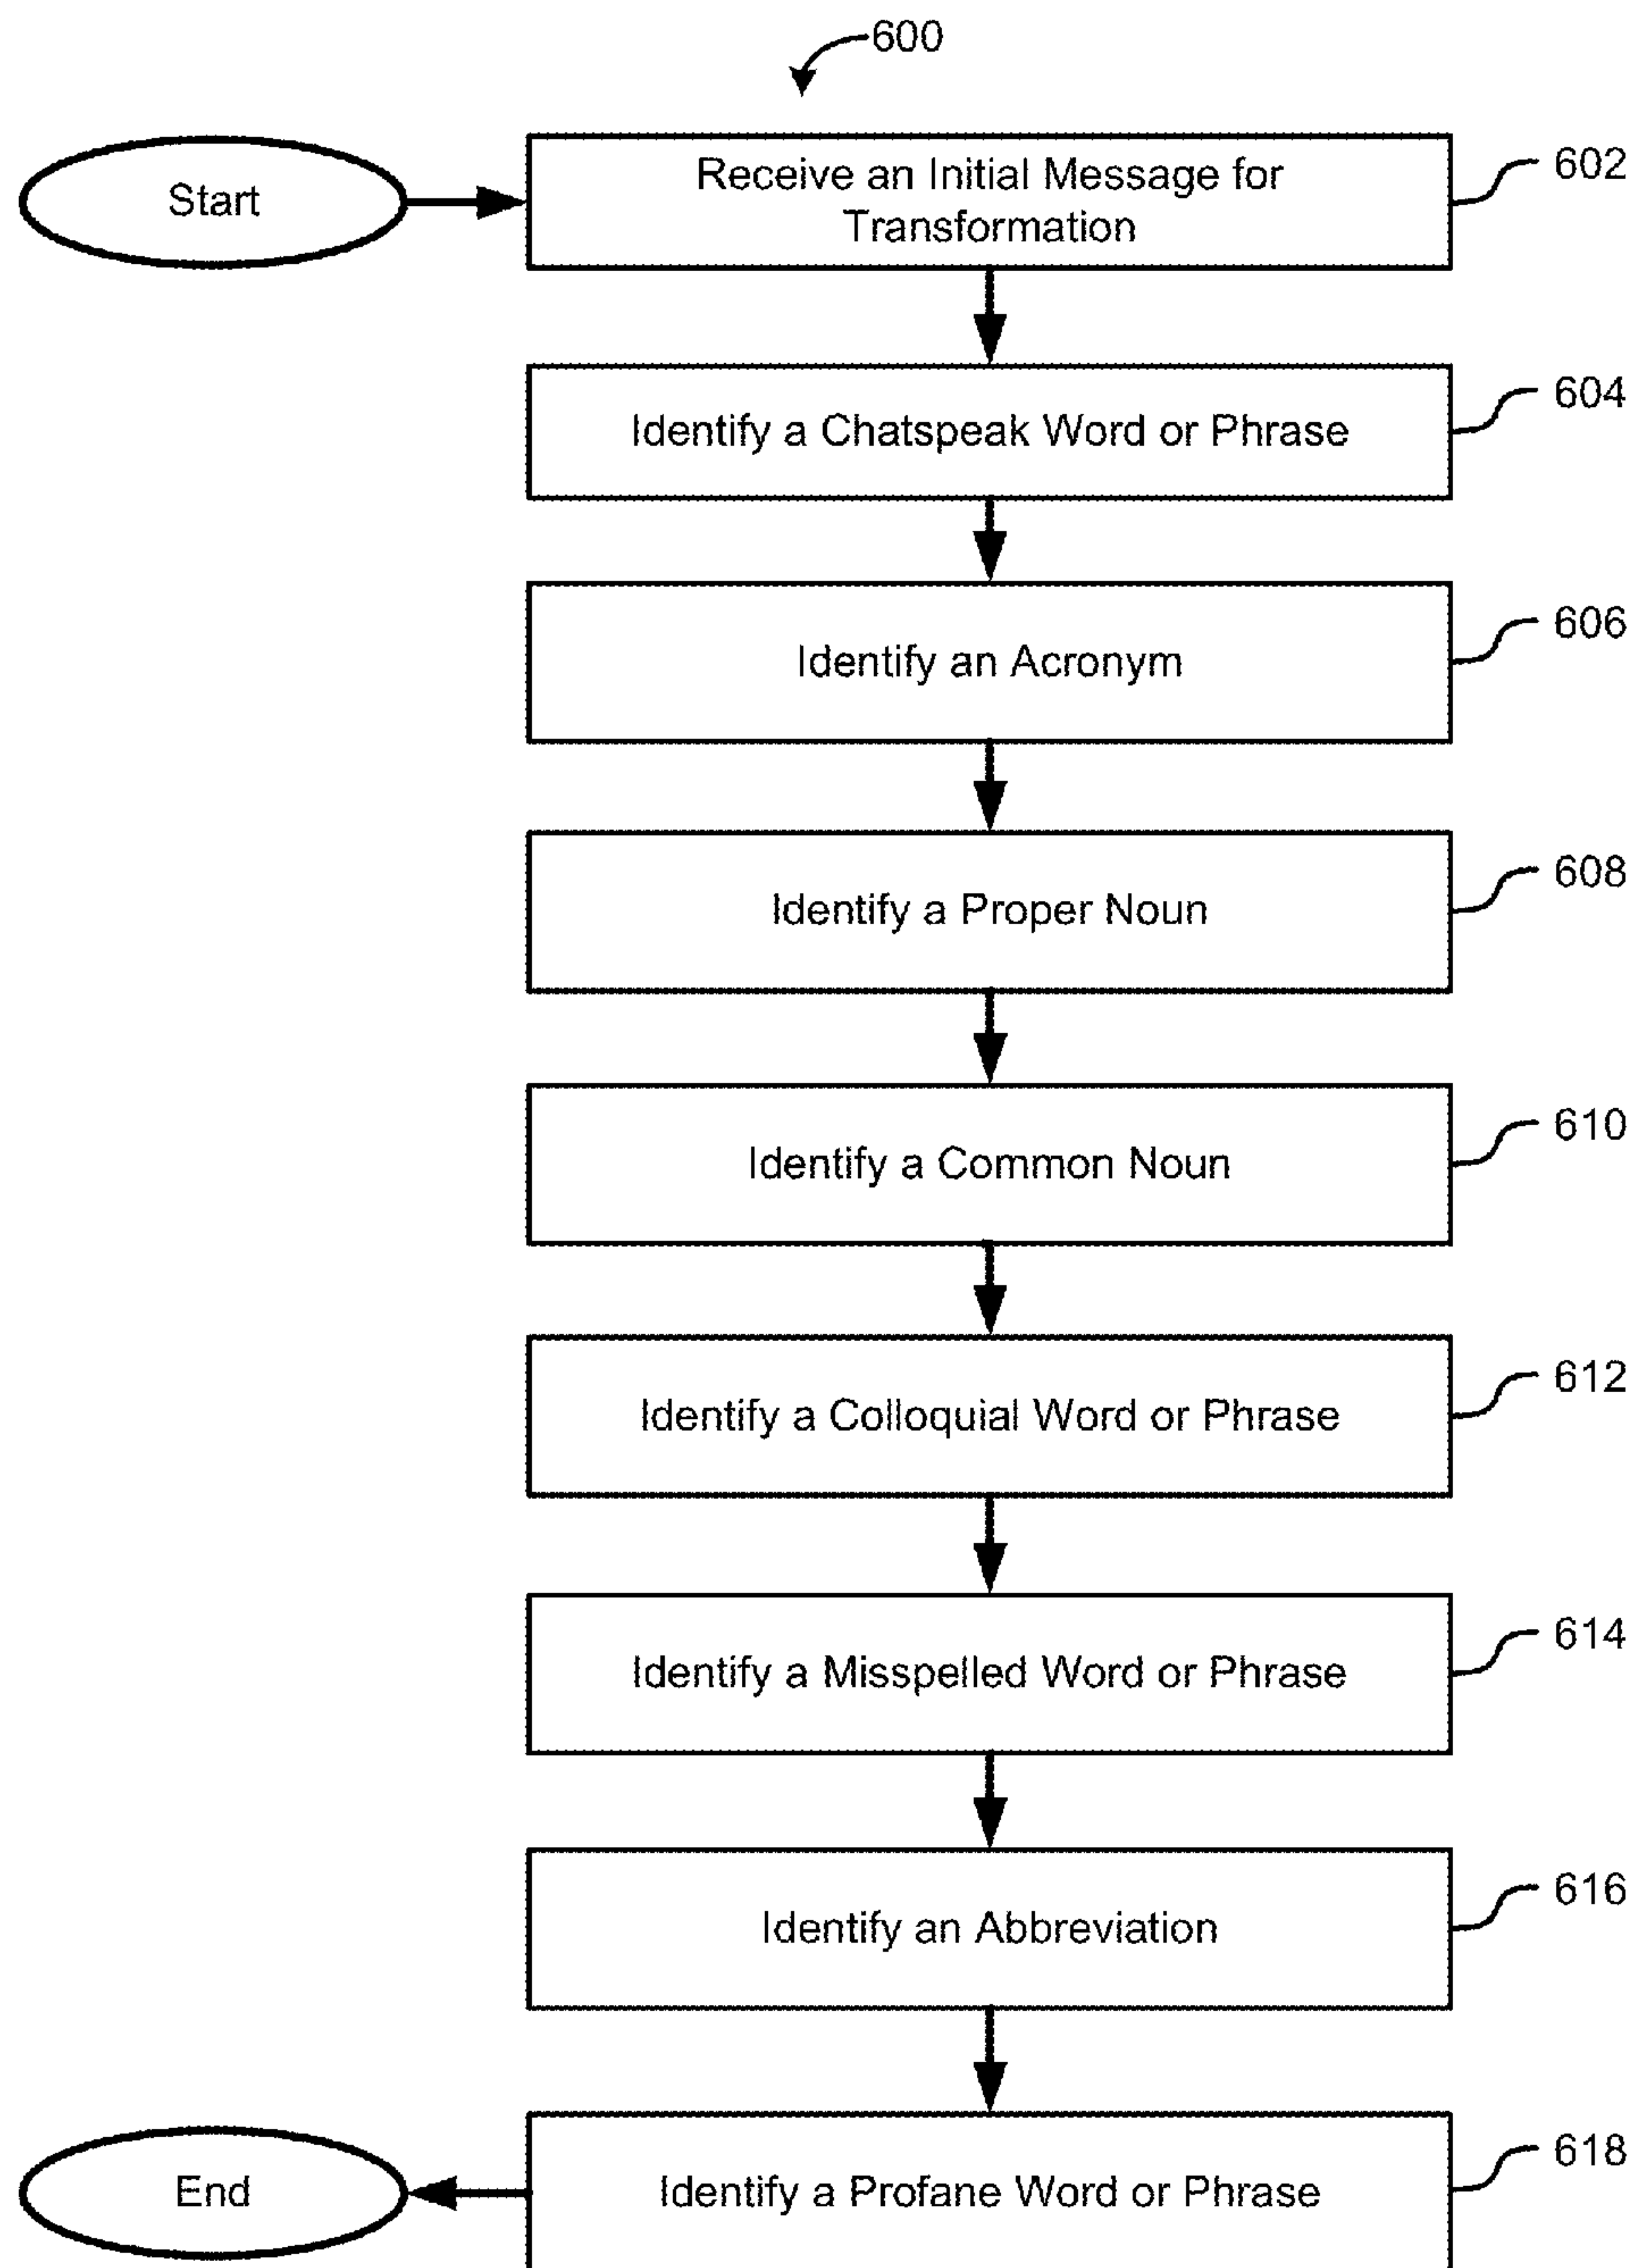 600
Start
Receive an Initial Message for
Transformation
602
Identify a Chatspeak Word or Phrase
604
Identify an Acronym
606
Identify a Proper Noun
608
Identify a Common Noun
610
Identify a Colloquial Word or Phrase
612
Identify a Misspelled Word or Phrase
614
Identify an Abbreviation
616
Identify a Profane Word or Phrase
618
End